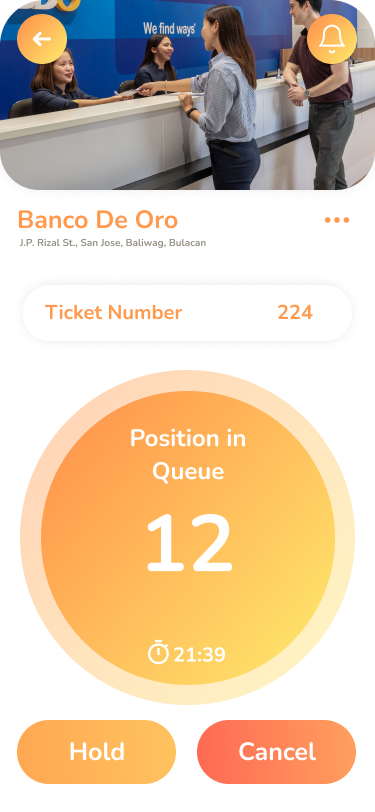 We find ways®
Banco De Oro
J.P. Rizal St., San Jose, Baliwag, Bulacan
Ticket Number 224
Position in
Queue
12
21:39
Hold Cancel